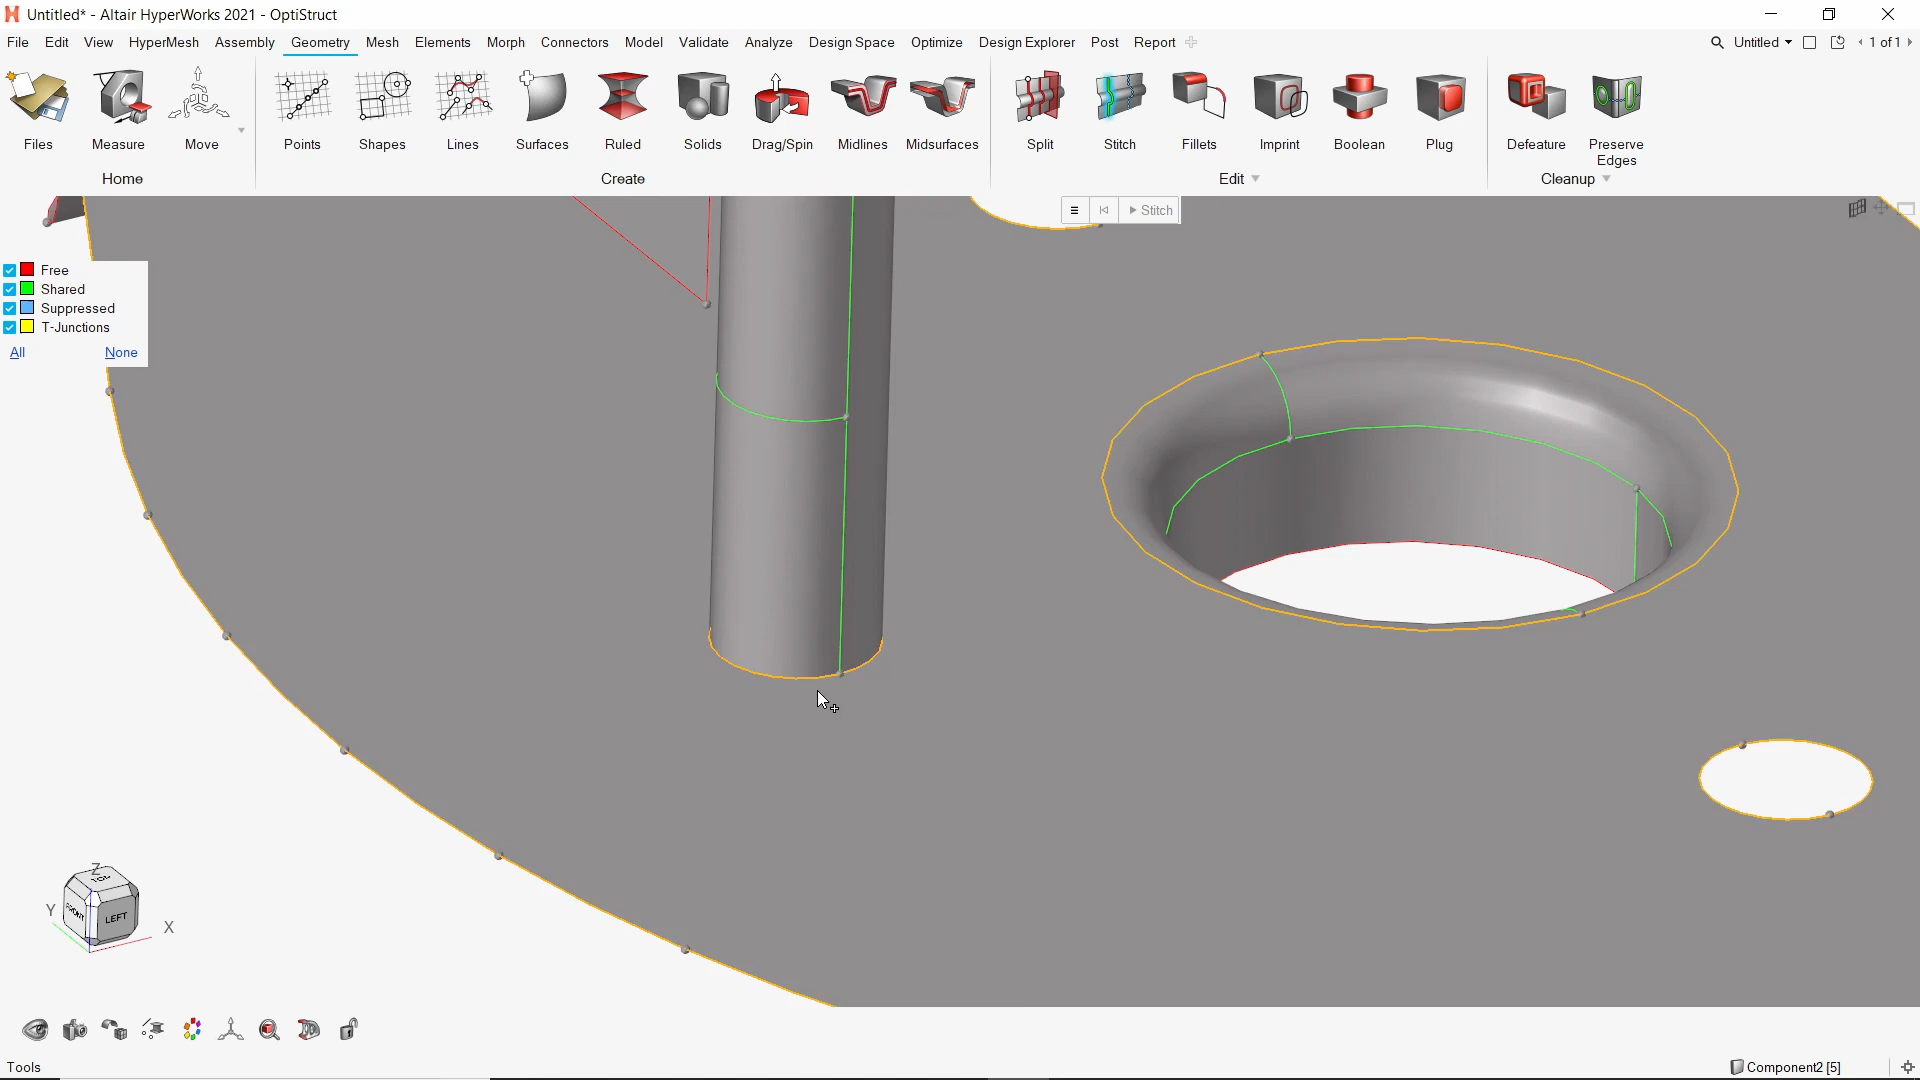 Untitled* - Altair HyperWorks 2021 - OptiStruct
File Edit View HyperMesh Assembly Geometry Mesh Elements Morph Connectors Model Validate Analyze Design Space Optimize Design Explorer Post Report Untitled 1 of 1
Files Measure Move Points Shapes Lines Surfaces Ruled Solids Drag/Spin Midlines Midsurfaces Split Stitch Fillets Imprint Boolean Plug Defeature Preserve Edges
Home Create Edit Cleanup
Stitch
Free
Shared
Suppressed
T-Junctions
All None
Z
TOP
FRONT LEFT
Y
X
Tools Component2 [5]